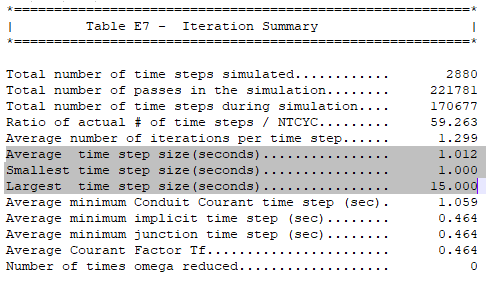 *=============================================================*
| Table E7 - Iteration Summary |
*=============================================================*
Total number of time steps simulated............ 2880
Total number of passes in the simulation........ 221781
Total number of time steps during simulation.... 170677
Ratio of actual # of time steps / NTCYC......... 59.263
Average number of iterations per time step...... 1.299
Average  time step size(seconds)................ 1.012
Smallest time step size(seconds)................ 1.000
Largest  time step size(seconds)................ 15.000
Average minimum Conduit Courant time step (sec). 1.059
Average minimum implicit time step (sec)........ 0.464
Average minimum junction time step (sec)........ 0.464
Average Courant Factor Tf....................... 0.464
Number of times omega reduced................... 0